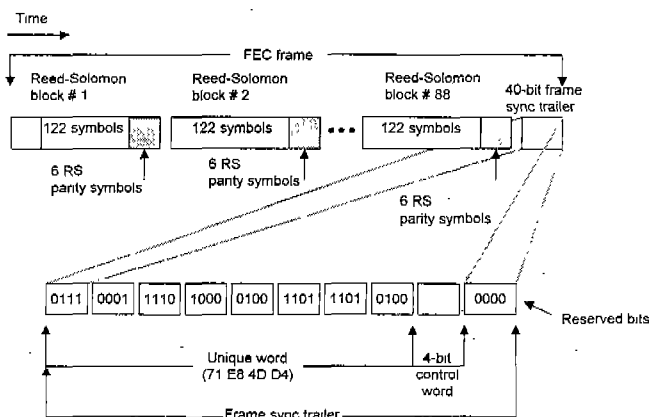 Time
FEC frame
Reed-Solomon
block # 1
Reed-Solomon
block # 2
Reed-Solomon
block # 88
40-bit frame
sync trailer
122 symbols
122 symbols
122 symbols
6 RS
parity symbols
6 RS
parity symbols
6 RS
parity symbols
0111 0001 1110 1000 0100 1101 1101 0100 0000
Reserved bits
Unique word
(71 E8 4D D4)
4-bit
control
word
Frame sync trailer